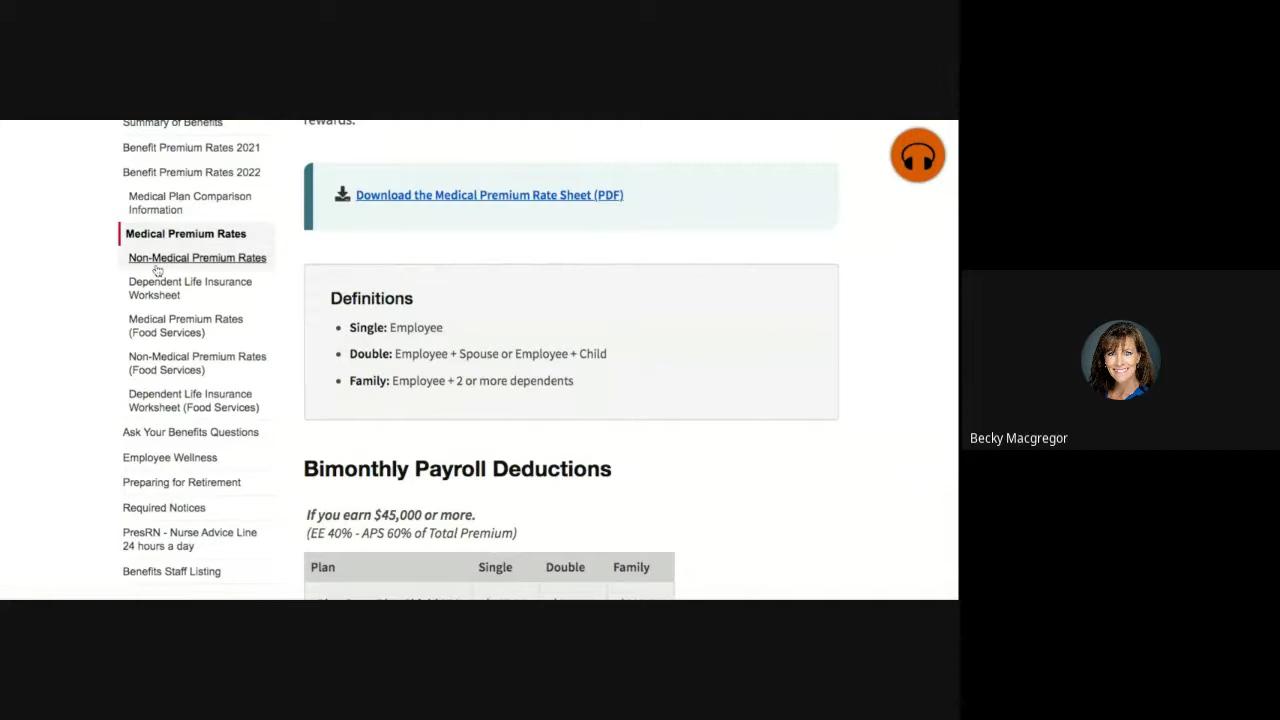 Summary of Benefits
Benefit Premium Rates 2021
Benefit Premium Rates 2022
Medical Plan Comparison
Information
Medical Premium Rates
Non-Medical Premium Rates
Dependent Life Insurance
Worksheet
Medical Premium Rates
(Food Services)
Non-Medical Premium Rates
(Food Services)
Dependent Life Insurance
Worksheet (Food Services)
Ask Your Benefits Questions
Employee Wellness
Preparing for Retirement
Required Notices
PresRN - Nurse Advice Line
24 hours a day
Benefits Staff Listing
rewards.
Download the Medical Premium Rate Sheet (PDF)
Definitions
• Single: Employee
• Double: Employee + Spouse or Employee + Child
• Family: Employee + 2 or more dependents
Bimonthly Payroll Deductions
If you earn $45,000 or more.
(EE 40% - APS 60% of Total Premium)
Plan Single Double Family
Becky Macgregor